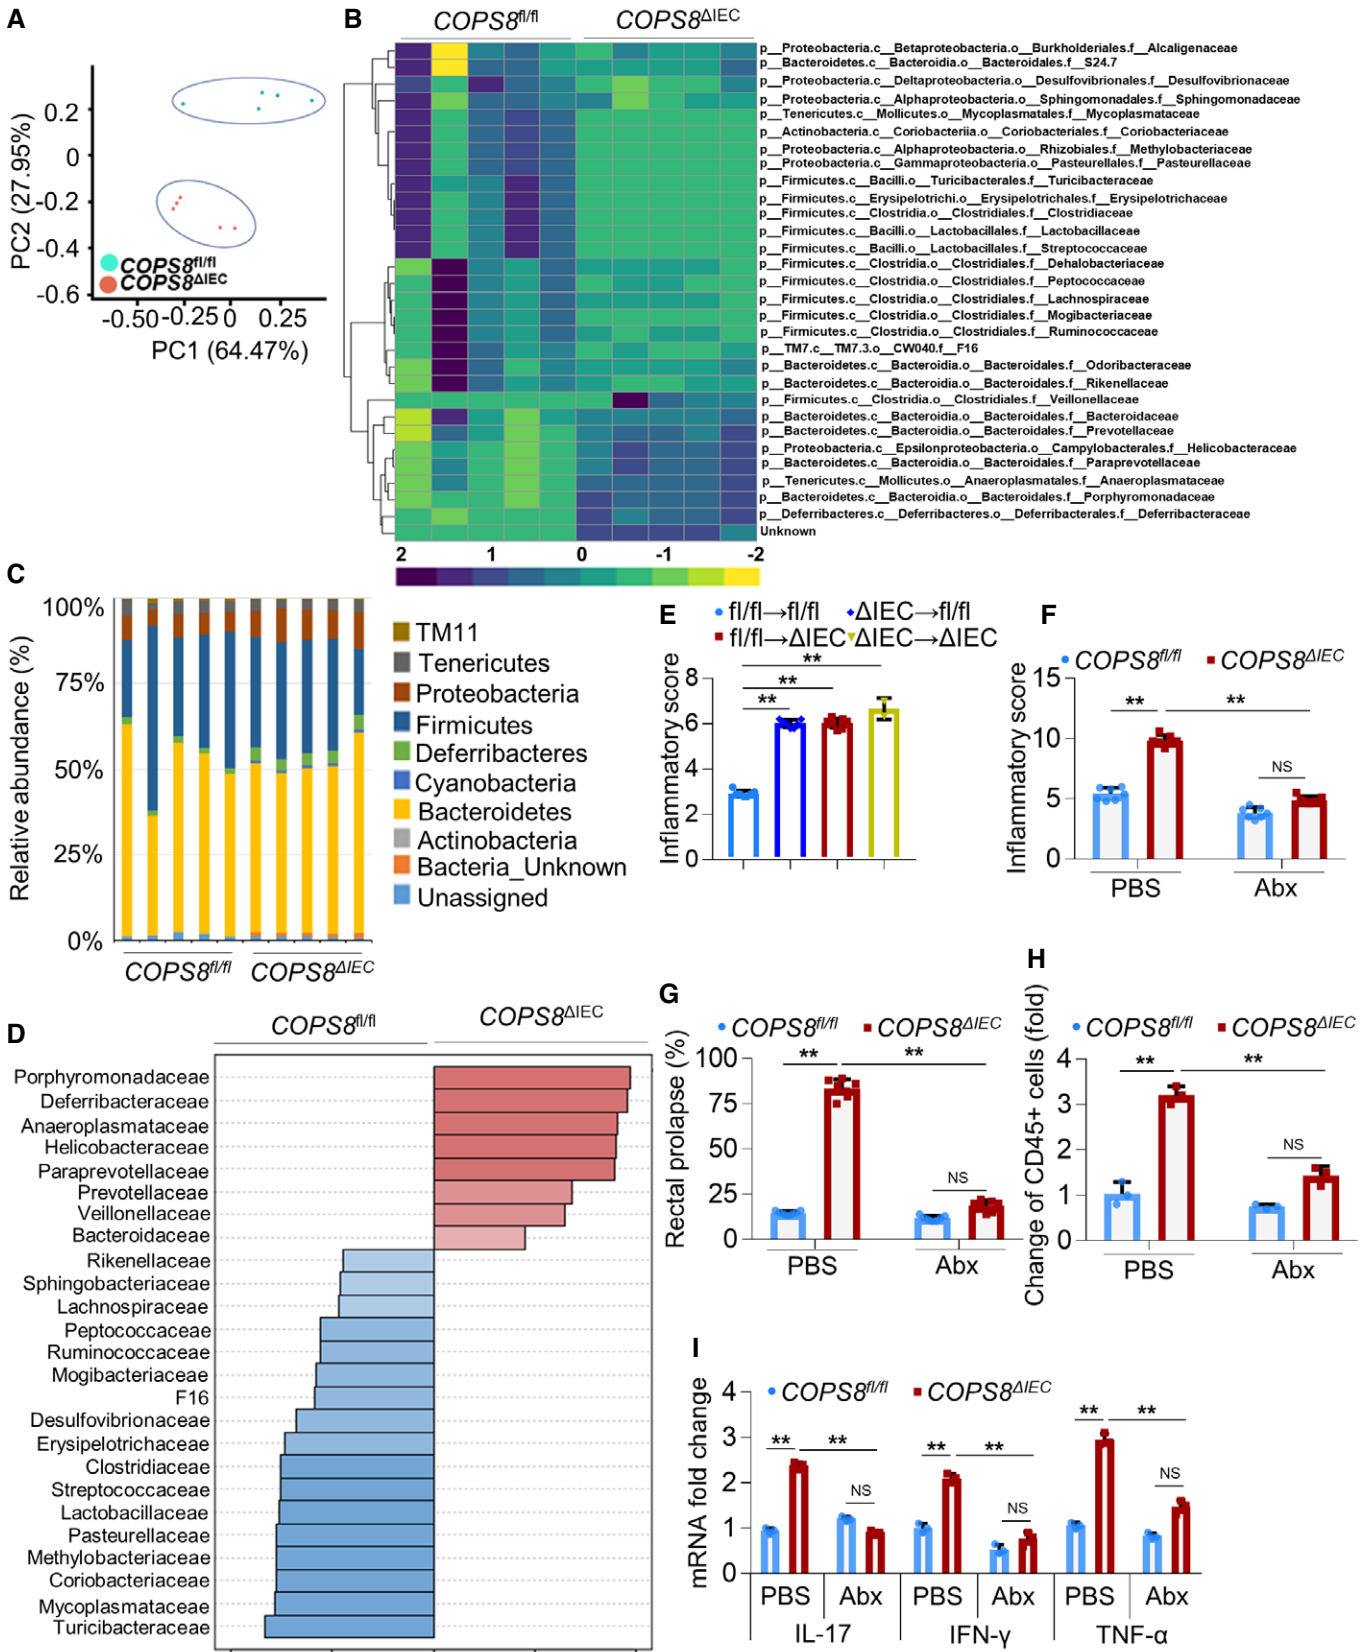 A
PC2 (27.95%)
0.2
0
-0.2
-0.4
-0.6
COPS8fl/fl
COPS8ΔIEC
-0.50 -0.25 0 0.25
PC1 (64.47%)
B
COPS8fl/fl COPS8ΔIEC
p__Proteobacteria.c__Betaproteobacteria.o__Burkholderiales.f__Alcaligenaceae
p__Bacteroidetes.c__Bacteroidia.o__Bacteroidales.f__S24.7
p__Proteobacteria.c__Deltaproteobacteria.o__Desulfovibrionales.f__Desulfovibrionaceae
p__Proteobacteria.c__Alphaproteobacteria.o__Sphingomonadales.f__Sphingomonadaceae
p__Tenericutes.c__Mollicutes.o__Mycoplasmatales.f__Mycoplasmataceae
p__Actinobacteria.c__Coriobacteriia.o__Coriobacteriales.f__Coriobacteriaceae
p__Proteobacteria.c__Alphaproteobacteria.o__Rhizobiales.f__Methylobacteriaceae
p__Proteobacteria.c__Gammaproteobacteria.o__Pasteurellales.f__Pasteurellaceae
p__Firmicutes.c__Bacilli.o__Turicibacterales.f__Turicibacteraceae
p__Firmicutes.c__Erysipelotrichi.o__Erysipelotrichales.f__Erysipelotrichaceae
p__Firmicutes.c__Clostridia.o__Clostridiales.f__Clostridiaceae
p__Firmicutes.c__Bacilli.o__Lactobacillales.f__Lactobacillaceae
p__Firmicutes.c__Bacilli.o__Lactobacillales.f__Streptococcaceae
p__Firmicutes.c__Clostridia.o__Clostridiales.f__Dehalobacteriaceae
p__Firmicutes.c__Clostridia.o__Clostridiales.f__Peptococcaceae
p__Firmicutes.c__Clostridia.o__Clostridiales.f__Lachnospiraceae
p__Firmicutes.c__Clostridia.o__Clostridiales.f__Mogibacteriaceae
p__Firmicutes.c__Clostridia.o__Clostridiales.f__Ruminococcaceae
p__TM7.c__TM7.3.o__CW040.f__F16
p__Bacteroidetes.c__Bacteroidia.o__Bacteroidales.f__Odoribacteraceae
p__Bacteroidetes.c__Bacteroidia.o__Bacteroidales.f__Rikenellaceae
p__Firmicutes.c__Clostridia.o__Clostridiales.f__Veillonellaceae
p__Bacteroidetes.c__Bacteroidia.o__Bacteroidales.f__Bacteroidaceae
p__Bacteroidetes.c__Bacteroidia.o__Bacteroidales.f__Prevotellaceae
p__Proteobacteria.c__Epsilonproteobacteria.o__Campylobacterales.f__Helicobacteraceae
p__Bacteroidetes.c__Bacteroidia.o__Bacteroidales.f__Paraprevotellaceae
p__Tenericutes.c__Mollicutes.o__Anaeroplasmatales.f__Anaeroplasmataceae
p__Bacteroidetes.c__Bacteroidia.o__Bacteroidales.f__Porphyromonadaceae
p__Deferribacteres.c__Deferribacteres.o__Deferribacterales.f__Deferribacteraceae
Unknown
2 1 0 -1 -2
C
Relative abundance (%)
100%
75%
50%
25%
0%
COPS8fl/fl COPS8ΔIEC
TM11
Tenericutes
Proteobacteria
Firmicutes
Deferribacteres
Cyanobacteria
Bacteroidetes
Actinobacteria
Bacteria_Unknown
Unassigned
D
COPS8fl/fl COPS8ΔIEC
Porphyromonadaceae
Deferribacteraceae
Anaeroplasmataceae
Helicobacteraceae
Paraprevotellaceae
Prevotellaceae
Veillonellaceae
Bacteroidaceae
Rikenellaceae
Sphingobacteriaceae
Lachnospiraceae
Peptococcaceae
Ruminococcaceae
Mogibacteriaceae
F16
Desulfovibrionaceae
Erysipelotrichaceae
Clostridiaceae
Streptococcaceae
Lactobacillaceae
Pasteurellaceae
Methylobacteriaceae
Coriobacteriaceae
Mycoplasmataceae
Turicibacteraceae
E
fl/fl→fl/fl ΔIEC→fl/fl
fl/fl→ΔIEC ΔIEC→ΔIEC
Inflammatory score
8
6
4
2
0
**
**
**
F
COPS8fl/fl COPS8ΔIEC
Inflammatory score
15
10
5
0
** **
NS
PBS Abx
G
COPS8fl/fl COPS8ΔIEC
Rectal prolapse (%)
100
75
50
25
0
** **
NS
PBS Abx
H
COPS8fl/fl COPS8ΔIEC
Change of CD45+ cells (fold)
4
3
2
1
0
** **
NS
PBS Abx
I
COPS8fl/fl COPS8ΔIEC
mRNA fold change
4
3
2
1
0
** ** ** ** ** **
NS NS NS
PBS Abx PBS Abx PBS Abx
IL-17 IFN-γ TNF-α